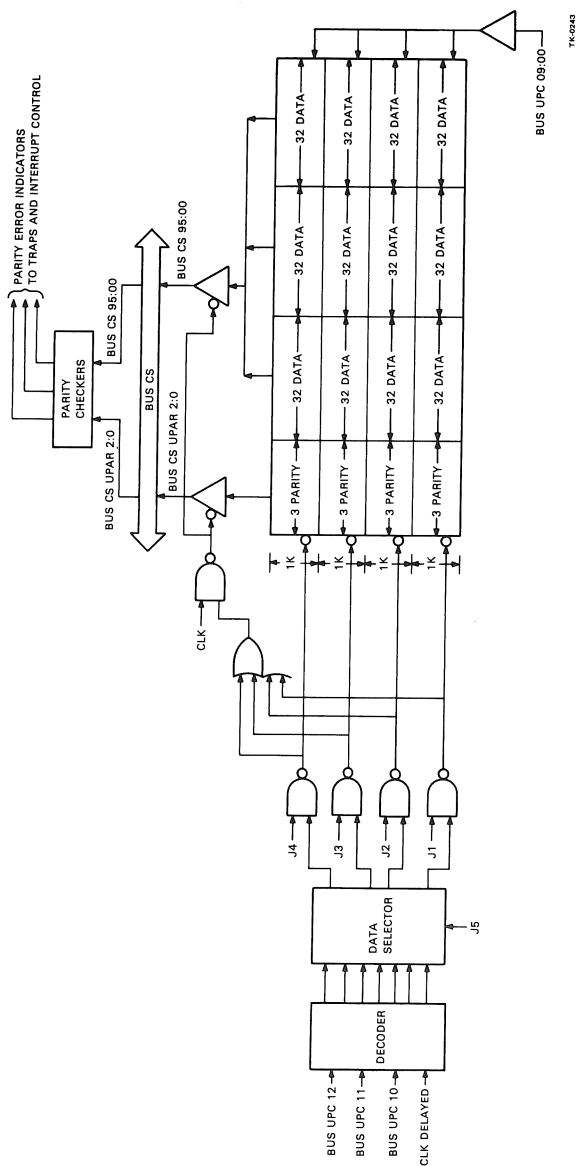 PARITY ERROR INDICATORS
TO TRAPS AND INTERRUPT CONTROL
PARITY
CHECKERS
BUS CS UPAR 2:0
BUS CS 95:00
BUS CS
BUS CS UPAR 2:0
BUS CS 95:00
CLK
3 PARITY
32 DATA
32 DATA
32 DATA
3 PARITY
32 DATA
32 DATA
32 DATA
3 PARITY
32 DATA
32 DATA
32 DATA
3 PARITY
32 DATA
32 DATA
32 DATA
1K
1K
1K
1K
J4
J3
J2
J1
BUS UPC 12
BUS UPC 11
BUS UPC 10
CLK DELAYED
DECODER
DATA
SELECTOR
J5
BUS UPC 09:00
TK-0243